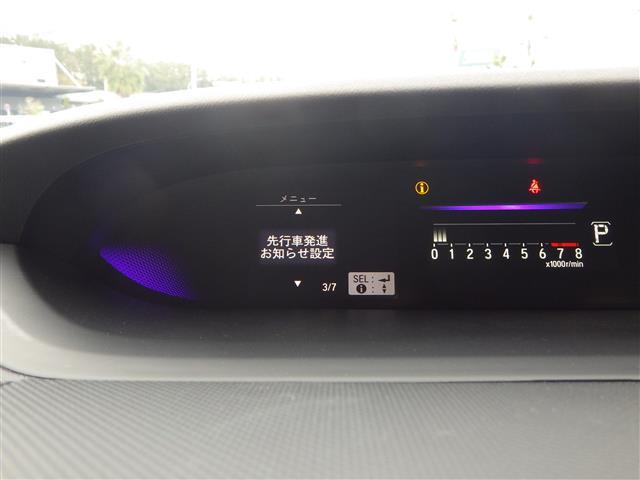 メニュー
▲
先行車発進
お知らせ設定
▼ 3/7
SEL : ↲
ⓘ : ▲▼
0 1 2 3 4 5 6 7 8
x1000r/min
P